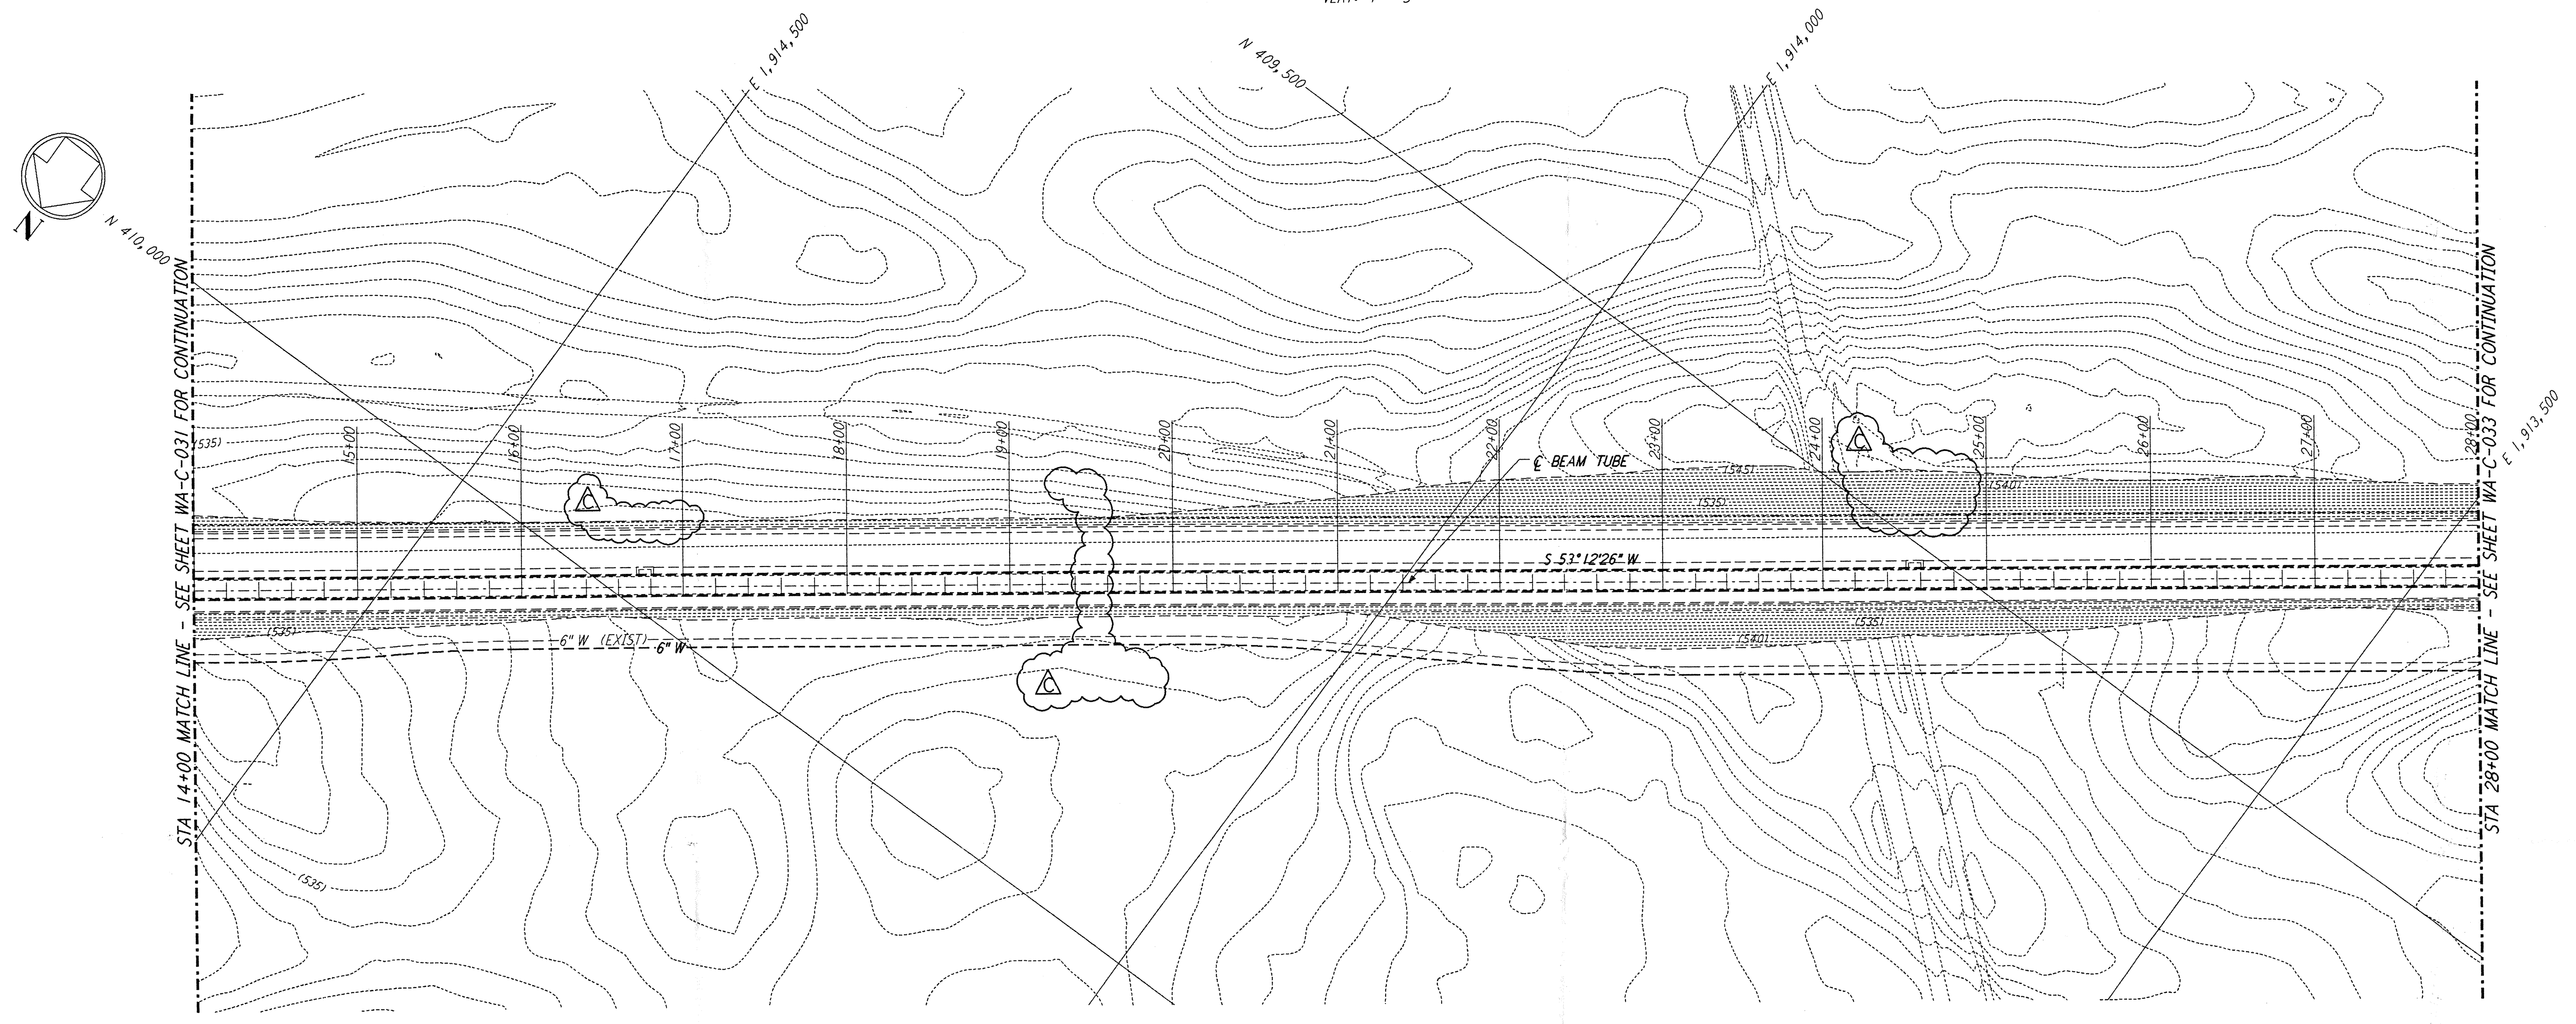 E 1,914,500
N 409,500
E 1,914,000
N
N 410,000
STA 14+00 MATCH LINE - SEE SHEET WA-C-031 FOR CONTINUATION
STA 28+00 MATCH LINE - SEE SHEET WA-C-033 FOR CONTINUATION
E 1,913,500
(535)
15+00
16+00
17+00
18+00
19+00
20+00
21+00
22+00
23+00
24+00
25+00
26+00
27+00
28+00
C
℄ BEAM TUBE
(545)
(540)
C
(535)
S 53°12'26" W
(535)
6" W (EXIST)
6" W
(540)
(535)
C
(535)